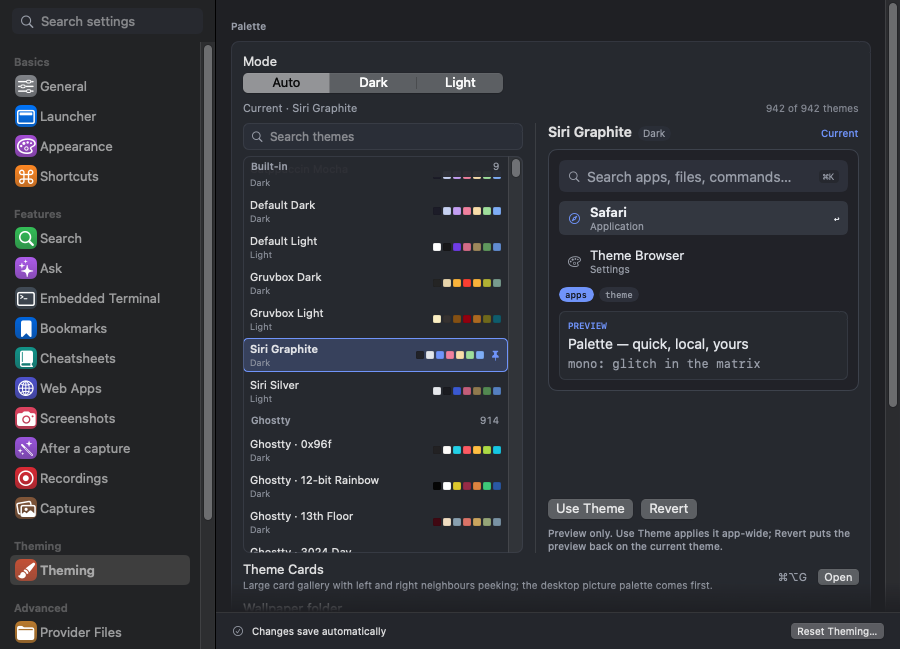 Search settings
Basics
General
Launcher
Appearance
Shortcuts
Features
Search
Ask
Embedded Terminal
Bookmarks
Cheatsheets
Web Apps
Screenshots
After a capture
Recordings
Captures
Theming
Theming
Advanced
Provider Files
Palette
Mode
Auto Dark Light
Current · Siri Graphite
942 of 942 themes
Search themes
Built-in 9
Dark
Default Dark
Dark
Default Light
Light
Gruvbox Dark
Dark
Gruvbox Light
Light
Siri Graphite
Dark
Siri Silver
Light
Ghostty 914
Ghostty · 0x96f
Dark
Ghostty · 12-bit Rainbow
Dark
Ghostty · 13th Floor
Dark
Ghostty · 3024 Day
Siri Graphite Dark Current
Search apps, files, commands... ⌘K
Safari
Application
Theme Browser
Settings
apps theme
PREVIEW
Palette — quick, local, yours
mono: glitch in the matrix
Use Theme Revert
Preview only. Use Theme applies it app-wide; Revert puts the
preview back on the current theme.
Theme Cards
Large card gallery with left and right neighbours peeking; the desktop picture palette comes first.
⌘⌥G Open
Wallpaper folder
Changes save automatically
Reset Theming...